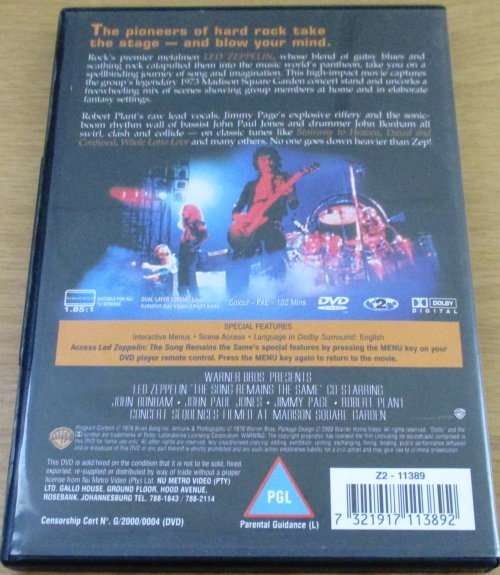 The pioneers of hard rock take
the stage — and blow your mind.
Rock's premier metalmen LED ZEPPELIN, whose blend of gutsy blues and
scathing rock catapulted them into the music world's pantheon, take you on a
spellbinding journey of song and imagination. This high-impact movie captures
the group's legendary 1973 Madison Square Garden concert stand and uncorks a
freewheeling mix of scenes showing group members at home and in elaborate
fantasy settings.
Robert Plant's raw lead vocals, Jimmy Page's explosive riffery and the sonic-
boom rhythm wall of bassist John Paul Jones and drummer John Bonham all
swirl, clash and collide — on classic tunes like Stairway to Heaven, Dazed and
Confused, Whole Lotta Love and many others. No one goes down heavier than Zep!
1.85:1
DUAL LAYER FORMAT
Colour - PAL - 132 Mins
DVD
2
DOLBY
DIGITAL
SPECIAL FEATURES
Interactive Menus • Scene Access • Language in Dolby Surround: English
Access Led Zeppelin: The Song Remains the Same's special features by pressing the MENU key on your
DVD player remote control. Press the MENU key again to return to the movie.
WARNER BROS. PRESENTS
LED ZEPPELIN "THE SONG REMAINS THE SAME" CO STARRING
JOHN BONHAM • JOHN PAUL JONES • JIMMY PAGE • ROBERT PLANT
CONCERT SEQUENCES FILMED AT MADISON SQUARE GARDEN
This DVD is sold/hired on the condition that it is not to be sold, hired,
exported, re-supplied or distributed by way of trade without a proper
license from Nu Metro Video (Pty) Ltd. NU METRO VIDEO (PTY)
LTD. GALLO HOUSE, GROUND FLOOR, HOOD AVENUE,
ROSEBANK, JOHANNESBURG TEL. 788-1843 / 788-2114
Censorship Cert N°. G/2000/0004 (DVD)
PGL
Parental Guidance (L)
Z2 - 11389
7 321917 113892